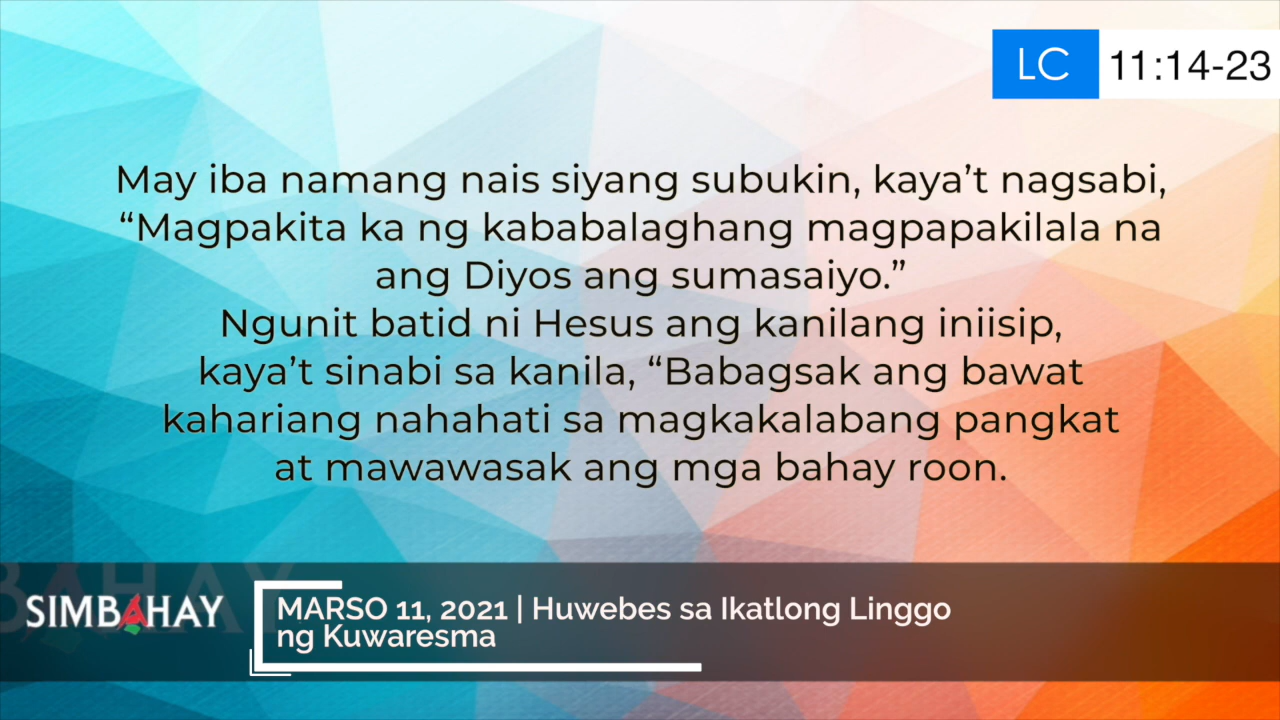 LC 11:14-23
May iba namang nais siyang subukin, kaya’t nagsabi,
“Magpakita ka ng kababalaghang magpapakilala na
ang Diyos ang sumasaiyo.”
Ngunit batid ni Hesus ang kanilang iniisip,
kaya’t sinabi sa kanila, “Babagsak ang bawat
kahariang nahahati sa magkakalabang pangkat
at mawawasak ang mga bahay roon.
SIMBAHAY
MARSO 11, 2021 | Huwebes sa Ikatlong Linggo
ng Kuwaresma